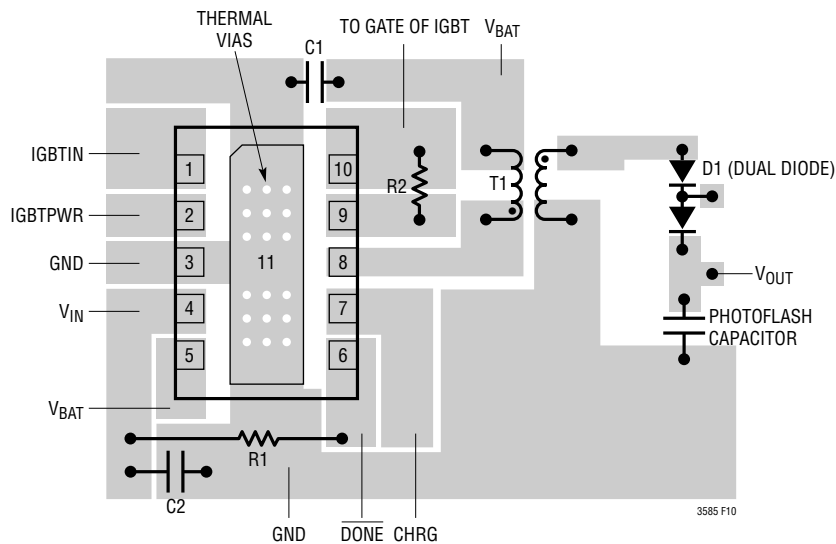 THERMAL
VIAS
TO GATE OF IGBT
V_BAT
C1
IGBTIN
1
10
R2
T1
D1 (DUAL DIODE)
IGBTPWR
2
9
GND
3
11
8
V_OUT
V_IN
4
7
PHOTOFLASH
CAPACITOR
5
6
V_BAT
R1
C2
3585 F10
GND
D̅O̅N̅E̅
CHRG